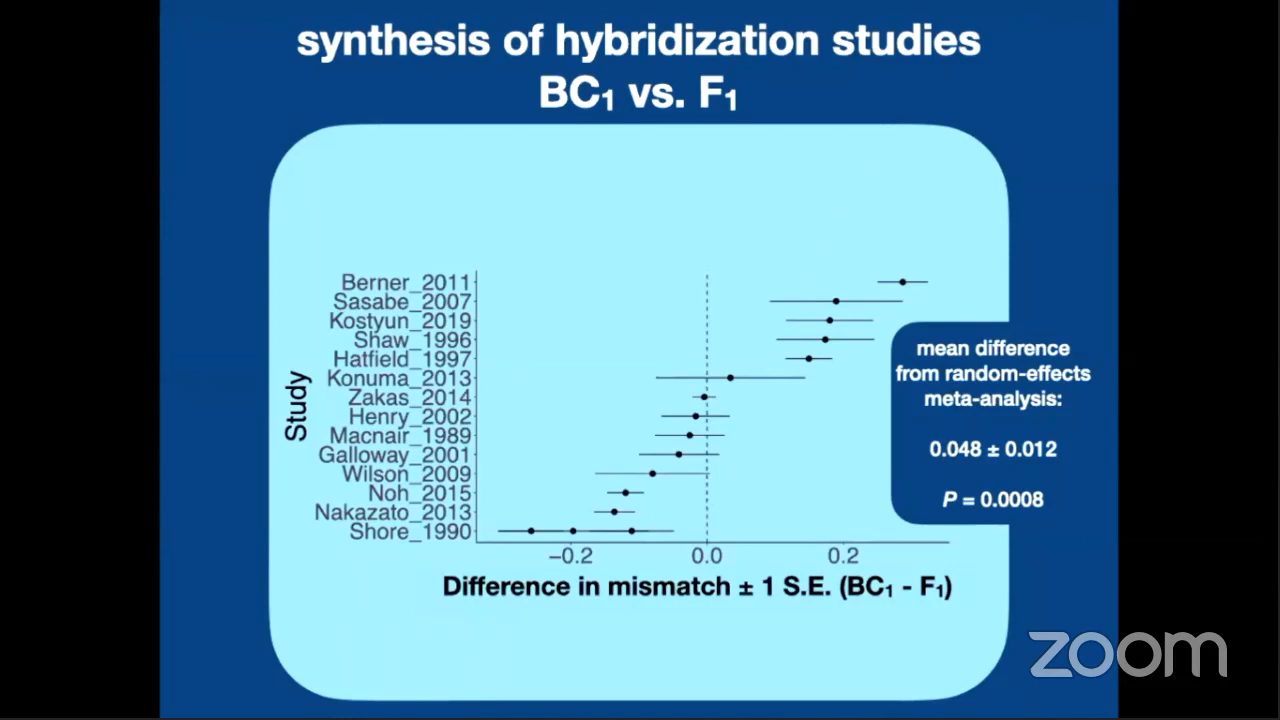 synthesis of hybridization studies
BC₁ vs. F₁
Study
Berner_2011
Sasabe_2007
Kostyun_2019
Shaw_1996
Hatfield_1997
Konuma_2013
Zakas_2014
Henry_2002
Macnair_1989
Galloway_2001
Wilson_2009
Noh_2015
Nakazato_2013
Shore_1990
−0.2 0.0 0.2
Difference in mismatch ± 1 S.E. (BC₁ - F₁)
mean difference
from random-effects
meta-analysis:
0.048 ± 0.012
P = 0.0008
zoom